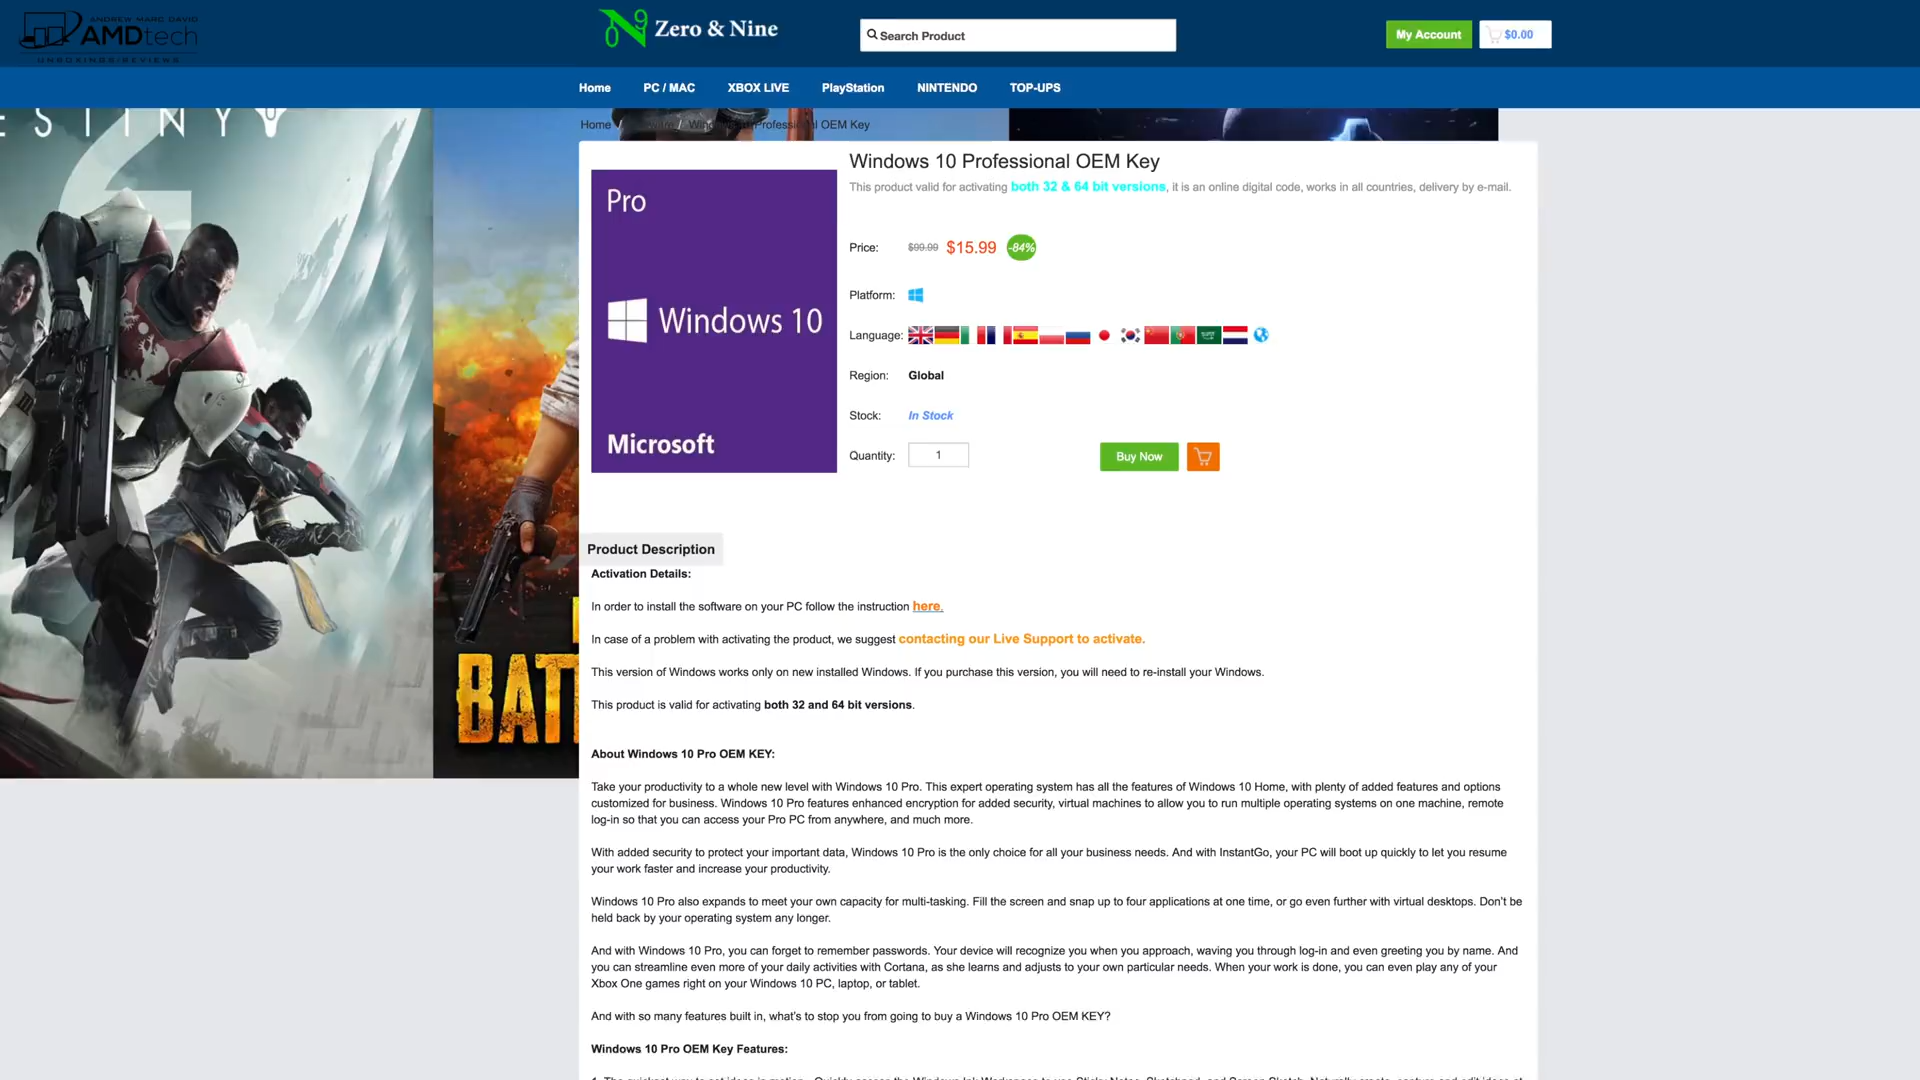 ANDREW MARC DAVID
AMDtech
UNBOXINGS/REVIEWS
Zero & Nine
Search Product
My Account
$0.00
Home PC / MAC XBOX LIVE PlayStation NINTENDO TOP-UPS
Home / / Professional OEM Key
ESTINY
Windows 10 Professional OEM Key
This product valid for activating both 32 & 64 bit versions, it is an online digital code, works in all countries, delivery by e-mail.
Pro
Windows 10
Microsoft
Price: $99.99 $15.99 -84%
Platform:
Language:
Region: Global
Stock: In Stock
Quantity: 1 Buy Now
BAT
Product Description
Activation Details:
In order to install the software on your PC follow the instruction here.
In case of a problem with activating the product, we suggest contacting our Live Support to activate.
This version of Windows works only on new installed Windows. If you purchase this version, you will need to re-install your Windows.
This product is valid for activating both 32 and 64 bit versions.
About Windows 10 Pro OEM KEY:
Take your productivity to a whole new level with Windows 10 Pro. This expert operating system has all the features of Windows 10 Home, with plenty of added features and options
customized for business. Windows 10 Pro features enhanced encryption for added security, virtual machines to allow you to run multiple operating systems on one machine, remote
log-in so that you can access your Pro PC from anywhere, and much more.
With added security to protect your important data, Windows 10 Pro is the only choice for all your business needs. And with InstantGo, your PC will boot up quickly to let you resume
your work faster and increase your productivity.
Windows 10 Pro also expands to meet your own capacity for multi-tasking. Fill the screen and snap up to four applications at one time, or go even further with virtual desktops. Don't be
held back by your operating system any longer.
And with Windows 10 Pro, you can forget to remember passwords. Your device will recognize you when you approach, waving you through log-in and even greeting you by name. And
you can streamline even more of your daily activities with Cortana, as she learns and adjusts to your own particular needs. When your work is done, you can even play any of your
Xbox One games right on your Windows 10 PC, laptop, or tablet.
And with so many features built in, what's to stop you from going to buy a Windows 10 Pro OEM KEY?
Windows 10 Pro OEM Key Features: